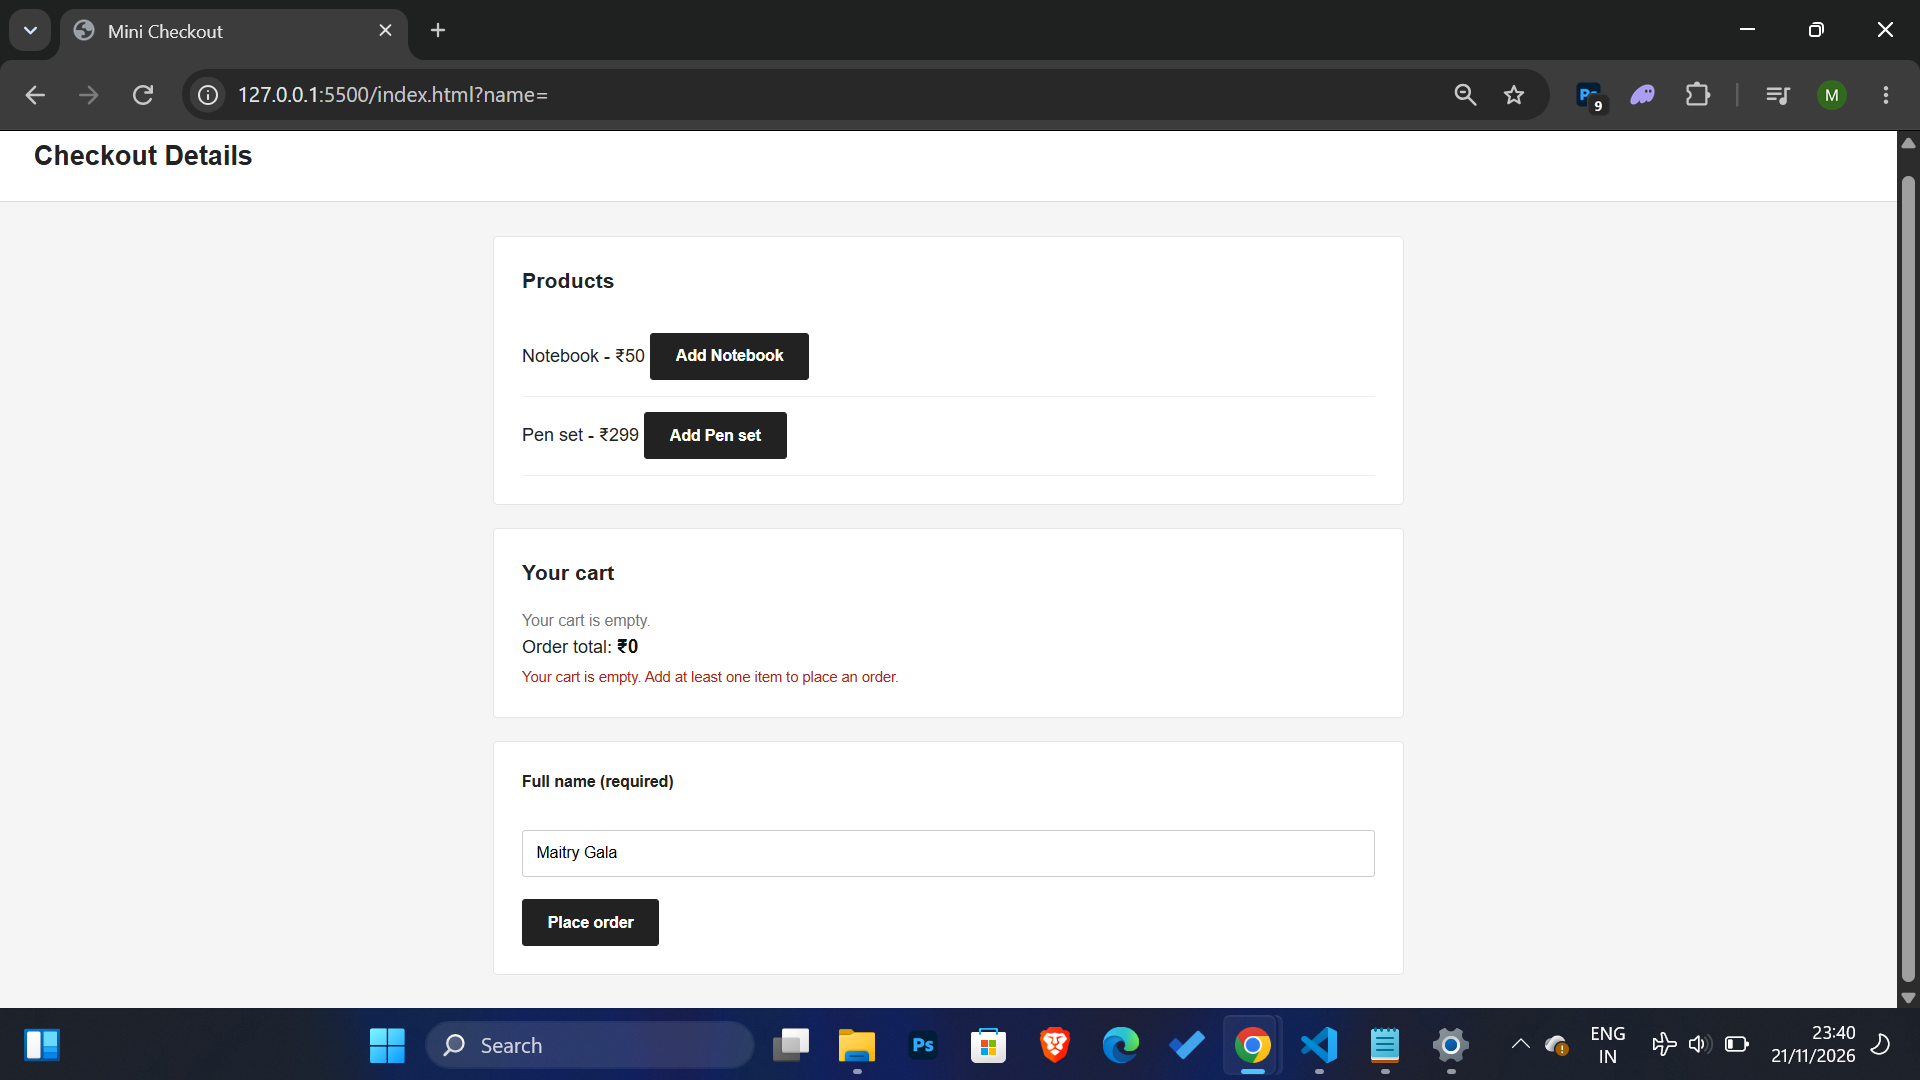 Mini Checkout
127.0.0.1:5500/index.html?name=
9
M
Checkout Details
Products
Notebook - ₹50 Add Notebook
Pen set - ₹299 Add Pen set
Your cart
Your cart is empty.
Order total: ₹0
Your cart is empty. Add at least one item to place an order.
Full name (required)
Maitry Gala
Place order
Search
Ps
ENG
IN
23:40
21/11/2026